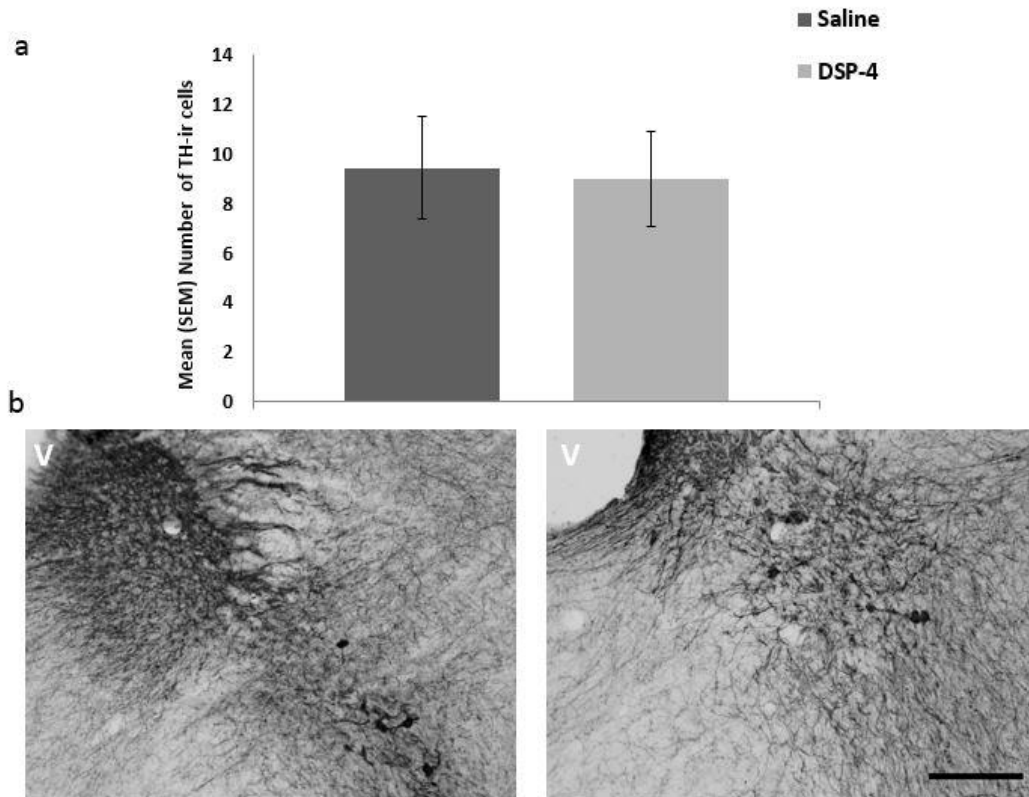 a
Saline
DSP-4
Mean (SEM) Number of TH-ir cells
14
12
10
8
6
4
2
0
b
V
V